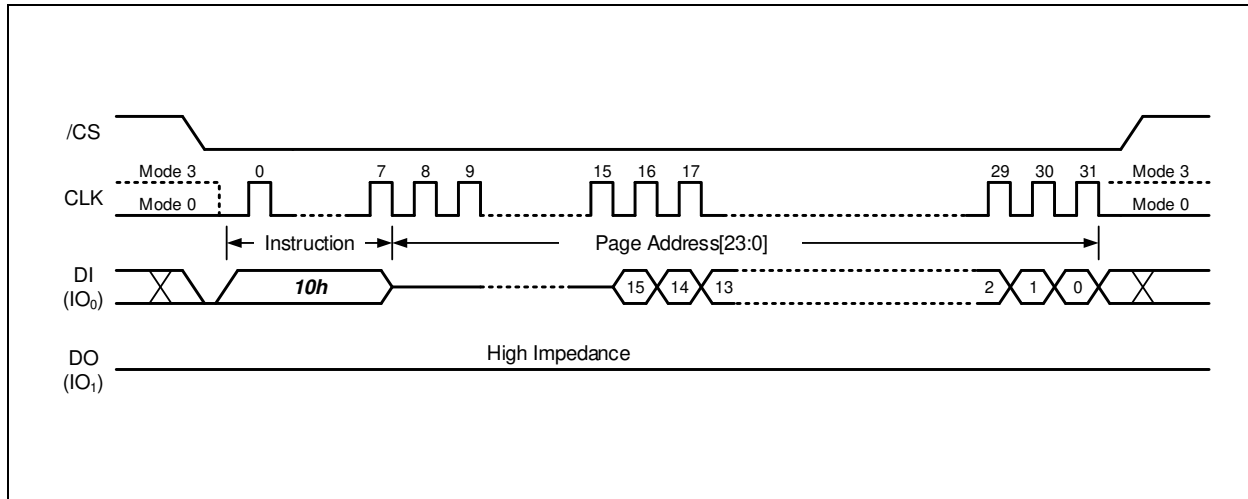 /CS
Mode 3 0 7 8 9 15 16 17 29 30 31 Mode 3
CLK
Mode 0 Mode 0
Instruction Page Address[23:0]
DI 10h 15 14 13 2 1 0
(IO₀)
High Impedance
DO
(IO₁)